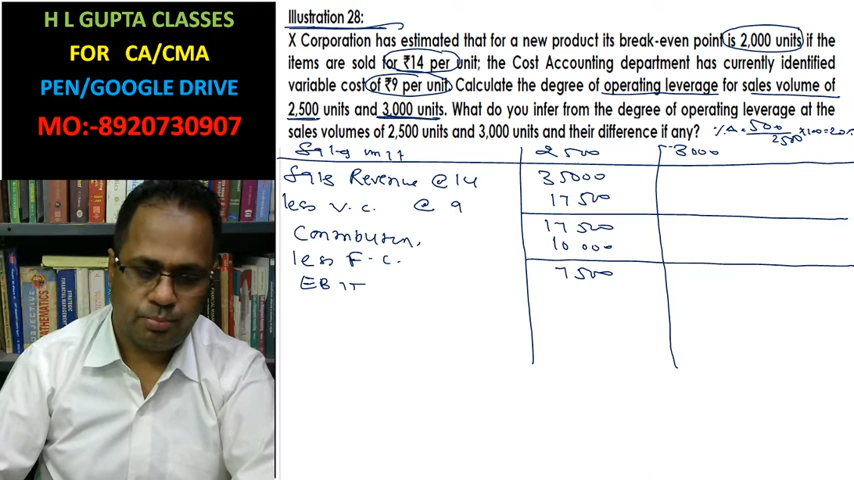 H L GUPTA CLASSES
FOR CA/CMA
PEN/GOOGLE DRIVE
MO:-8920730907
Illustration 28:
X Corporation has estimated that for a new product its break-even point is 2,000 units if the
items are sold for ₹14 per unit; the Cost Accounting department has currently identified
variable cost of ₹9 per unit. Calculate the degree of operating leverage for sales volume of
2,500 units and 3,000 units. What do you infer from the degree of operating leverage at the
sales volumes of 2,500 units and 3,000 units and their difference if any?
Sales unit 2500 3000
Sales Revenue @ 14 35000
less V.C. @ 9 17500
Contribution 17500
less F.C. 10000
EBIT 7500